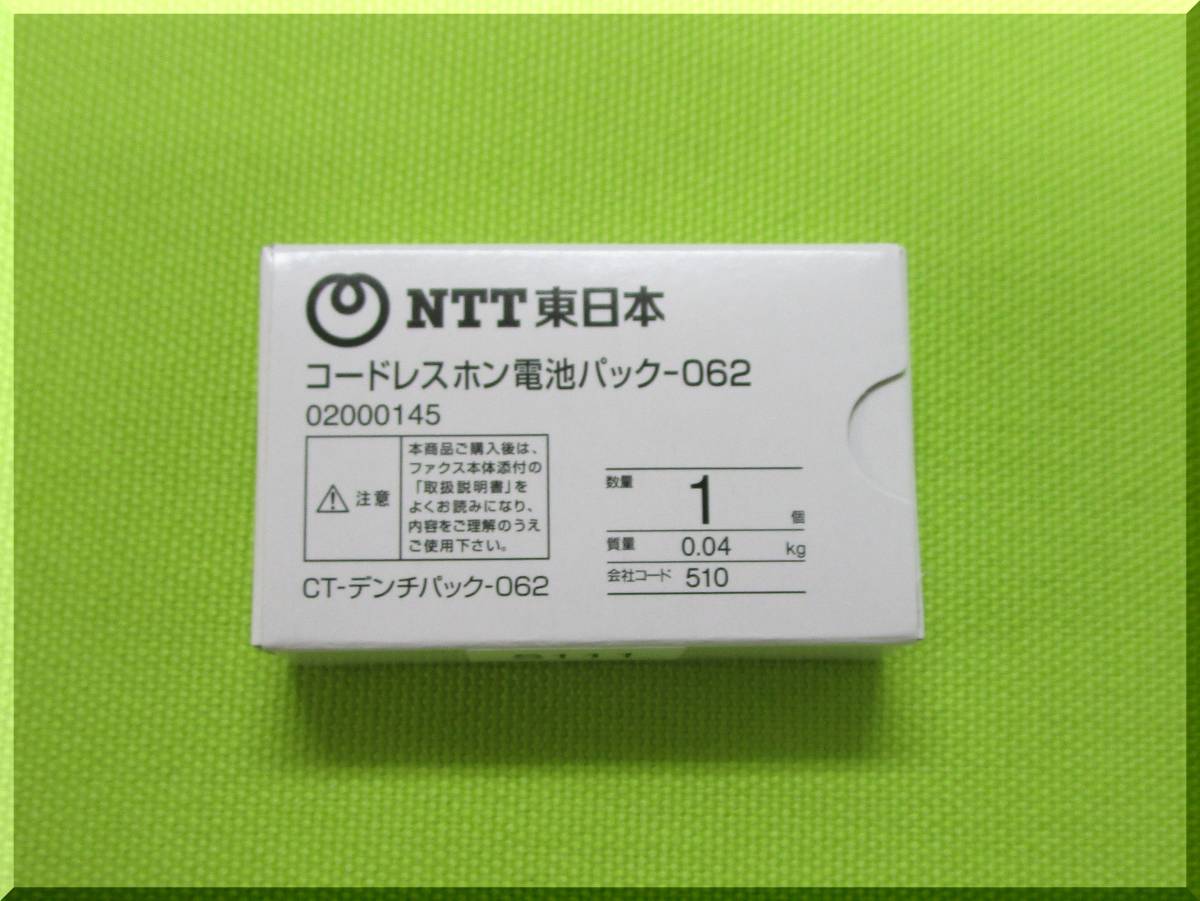 NTT東日本
コードレスホン電池パック-062
02000145
注意
本商品ご購入後は、
ファクス本体添付の
「取扱説明書」を
よくお読みになり、
内容をご理解のうえ
ご使用下さい。
CT-デンチパック-062
数量 1 個
質量 0.04 kg
会社コード 510